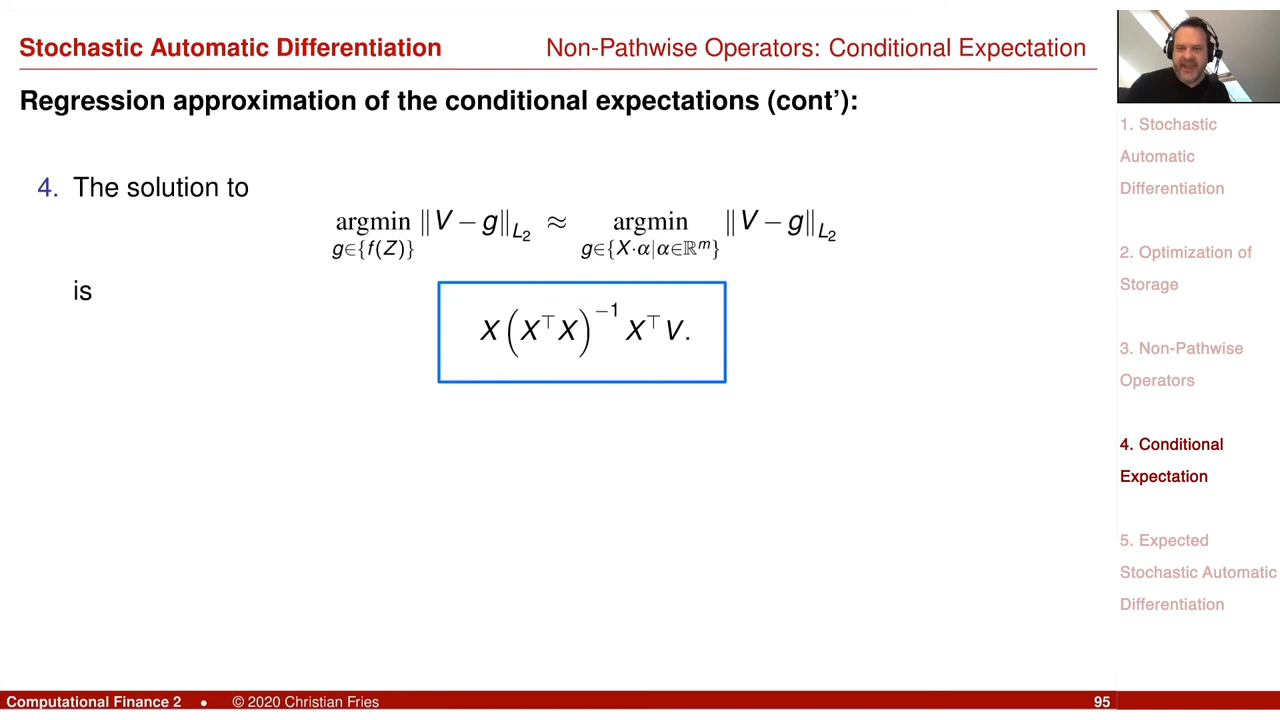 Stochastic Automatic Differentiation Non-Pathwise Operators: Conditional Expectation
Regression approximation of the conditional expectations (cont'):
4. The solution to
argmin ‖V − g‖_{L_2} ≈ argmin ‖V − g‖_{L_2}
g∈{f(Z)} g∈{X·α|α∈ℝ^m}
is
X (X^⊤ X)^{−1} X^⊤ V.
1. Stochastic
Automatic
Differentiation
2. Optimization of
Storage
3. Non-Pathwise
Operators
4. Conditional
Expectation
5. Expected
Stochastic Automatic
Differentiation
Computational Finance 2 • © 2020 Christian Fries 95